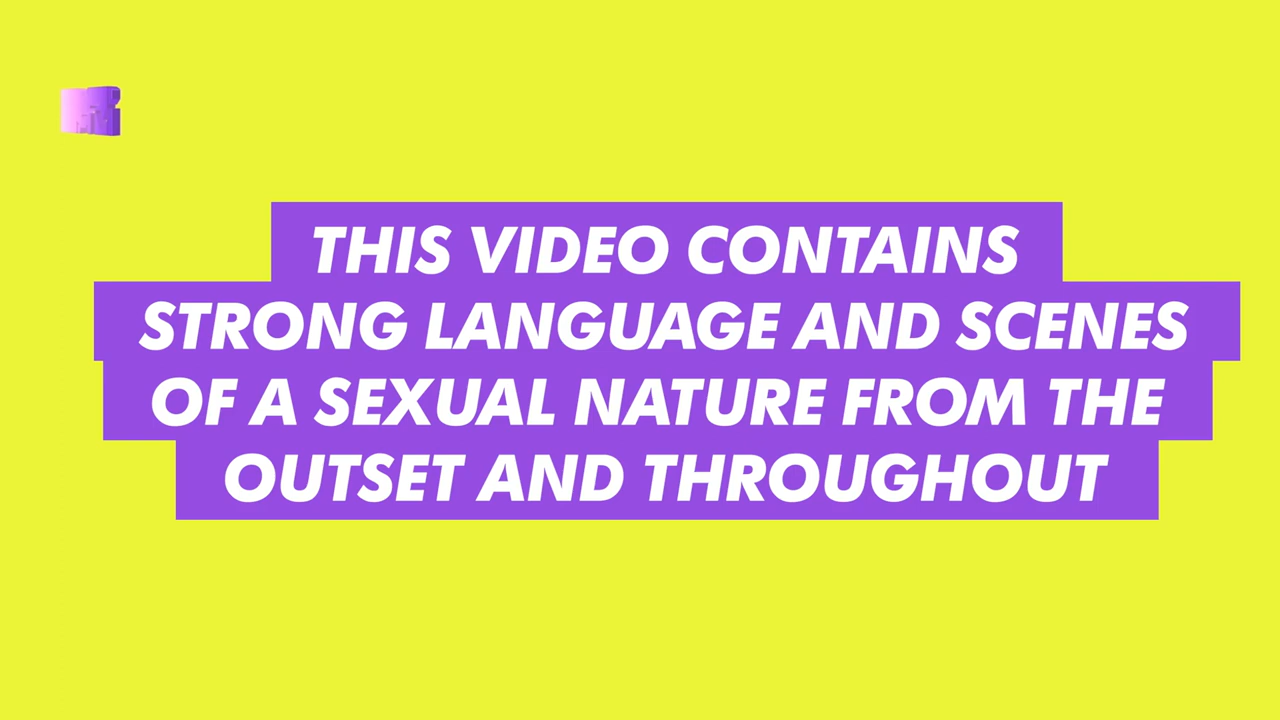 THIS VIDEO CONTAINS
STRONG LANGUAGE AND SCENES
OF A SEXUAL NATURE FROM THE
OUTSET AND THROUGHOUT